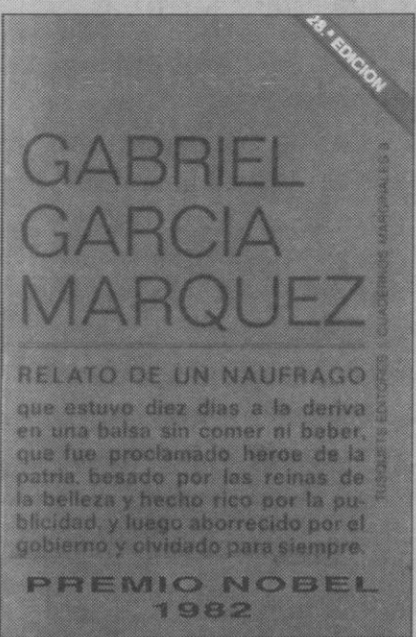 28.ª EDICIÓN
GABRIEL
GARCIA
MARQUEZ
RELATO DE UN NAUFRAGO
que estuvo diez días a la deriva
en una balsa sin comer ni beber,
que fue proclamado héroe de la
patria, besado por las reinas de
la belleza y hecho rico por la pu-
blicidad, y luego aborrecido por el
gobierno y olvidado para siempre.
TUSQUETS EDITORES CUADERNOS MARGINALES 3
PREMIO NOBEL
1982